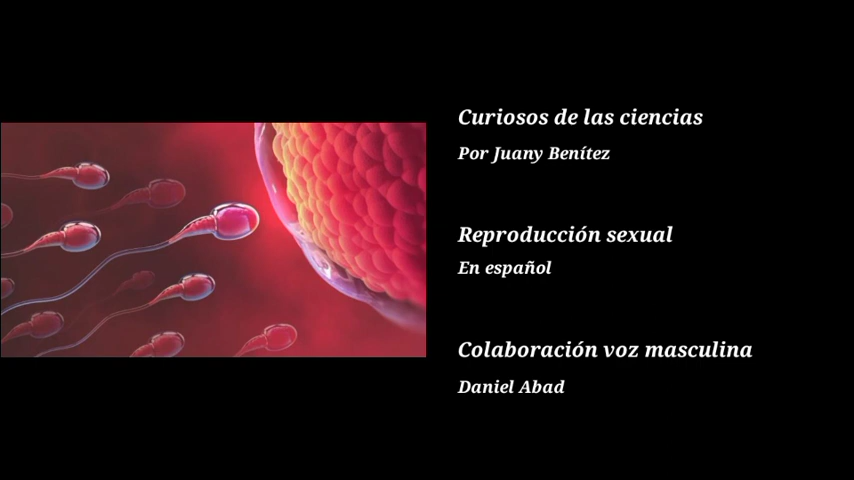 Curiosos de las ciencias
Por Juany Benítez
Reproducción sexual
En español
Colaboración voz masculina
Daniel Abad